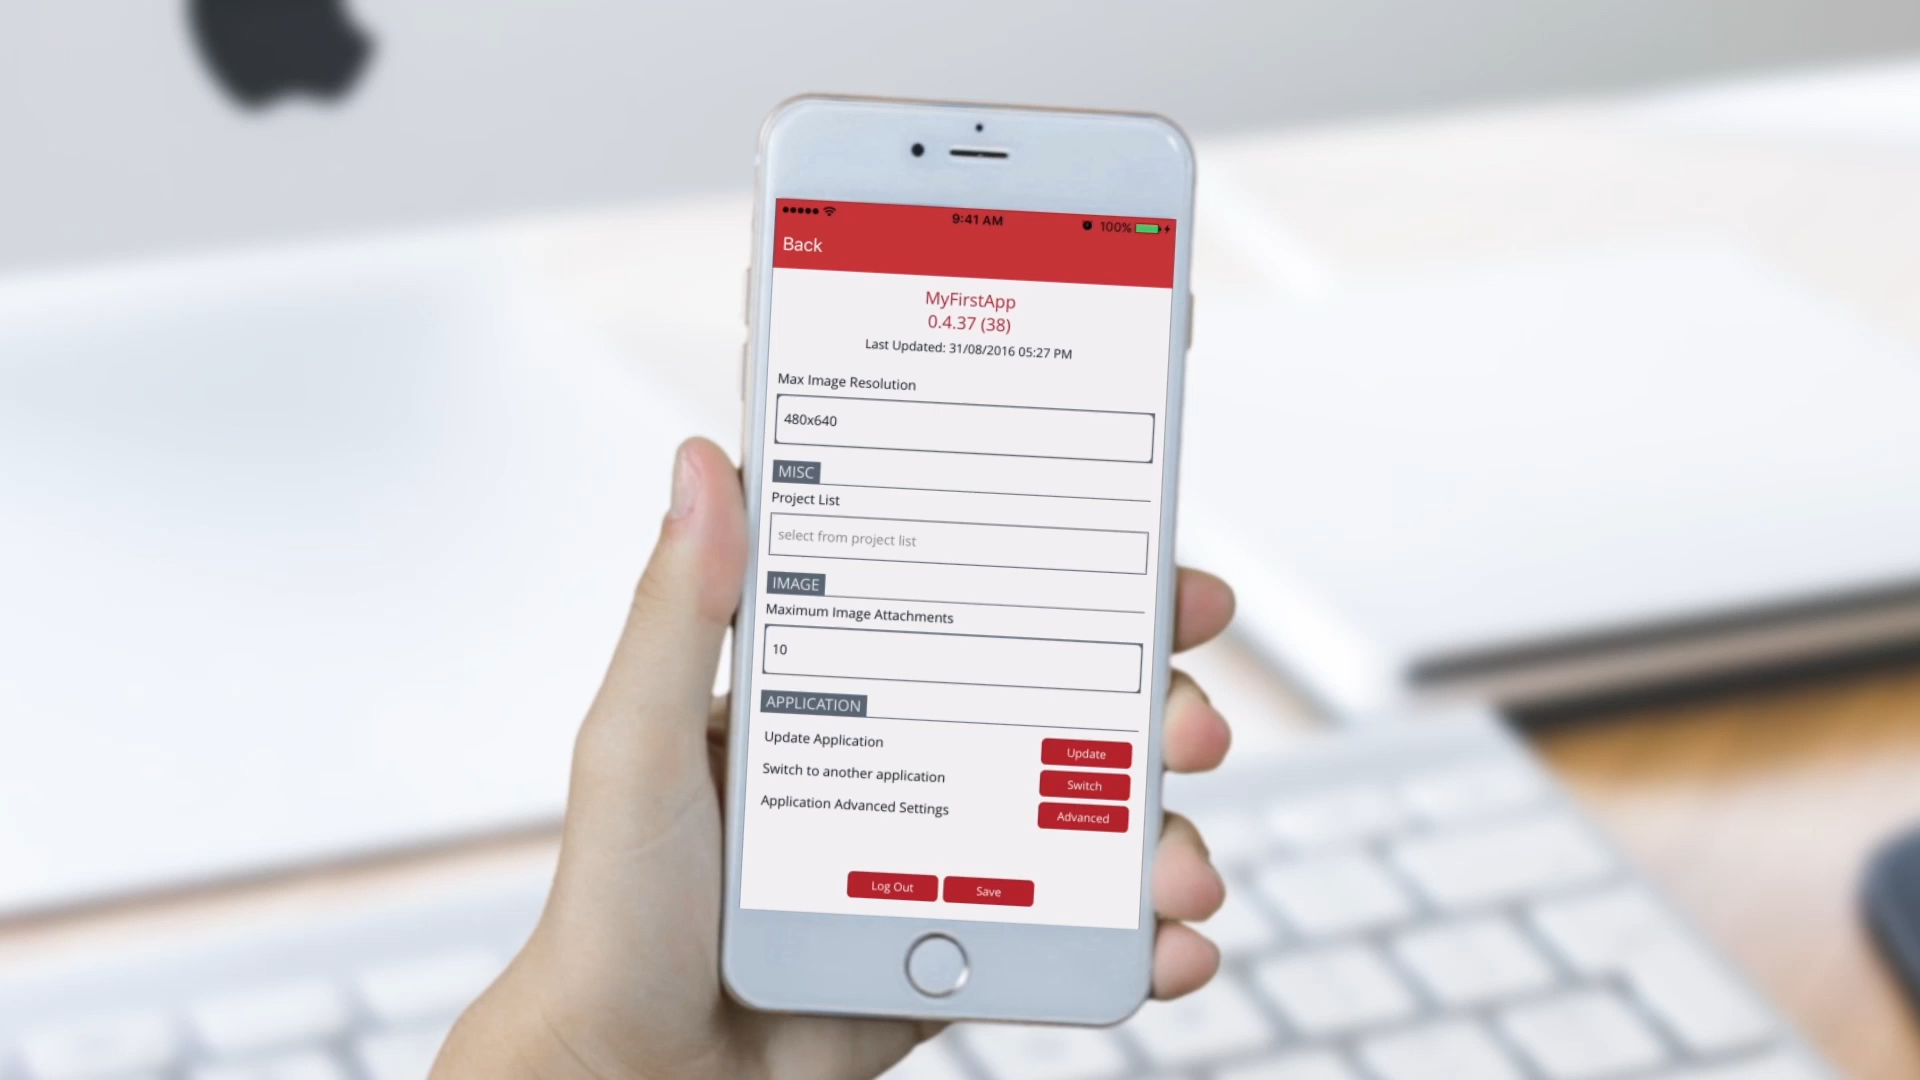 9:41 AM
100%
Back
MyFirstApp
0.4.37 (38)
Last Updated: 31/08/2016 05:27 PM
Max Image Resolution
480x640
MISC
Project List
select from project list
IMAGE
Maximum Image Attachments
10
APPLICATION
Update Application
Update
Switch to another application
Switch
Application Advanced Settings
Advanced
Log Out
Save